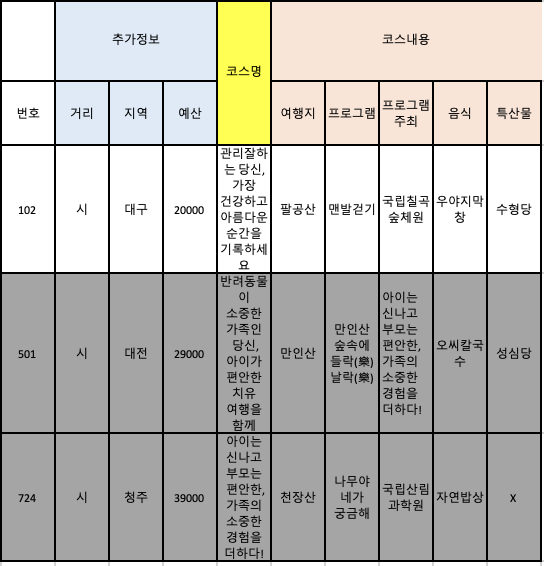 추가정보
코스명
코스내용
번호
거리
지역
예산
여행지
프로그램
프로그램
주최
음식
특산물
102
시
대구
20000
관리잘하
는 당신,
가장
건강하고
아름다운
순간을
기록하세
요
팔공산
맨발걷기
국립칠곡
숲체원
우야지막
창
수형당
501
시
대전
29000
반려동물
이
소중한
가족인
당신,
아이가
편안한
치유
여행을
함께
만인산
만인산
숲속에
들락(樂)
날락(樂)
아이는
신나고
부모는
편안한,
가족의
소중한
경험을
더하다!
오씨칼국
수
성심당
724
시
청주
39000
아이는
신나고
부모는
편안한,
가족의
소중한
경험을
더하다!
천장산
나무야
네가
궁금해
국립산림
과학원
자연밥상
X